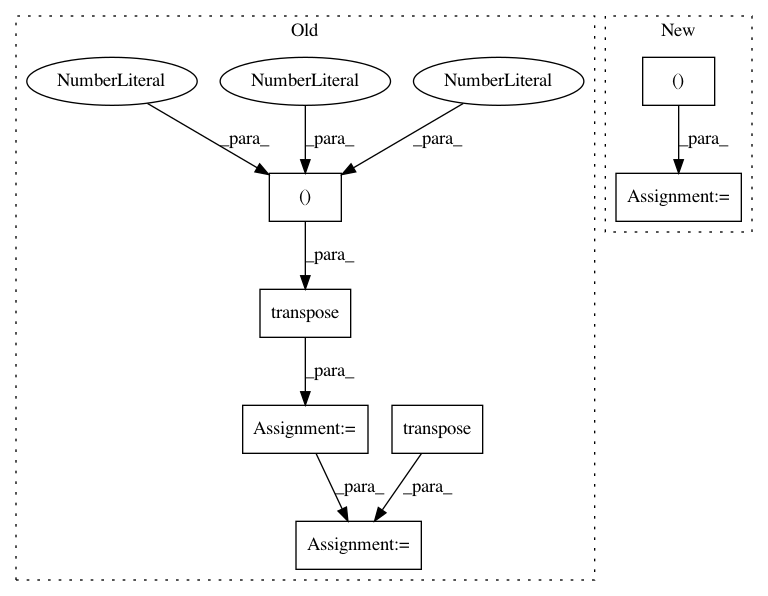 Old
New
NumberLiteral
NumberLiteral
NumberLiteral
()
_para_
_para_
_para_
_para_
()
Assignment:=
_para_
transpose
_para_
Assignment:=
transpose
_para_
_para_
Assignment:=